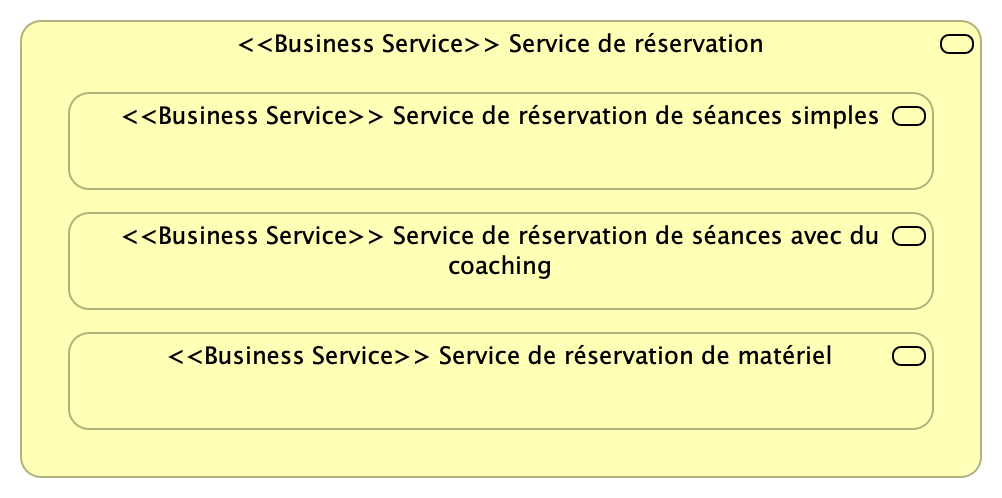 <<Business Service>> Service de réservation
<<Business Service>> Service de réservation de séances simples
<<Business Service>> Service de réservation de séances avec du
coaching
<<Business Service>> Service de réservation de matériel